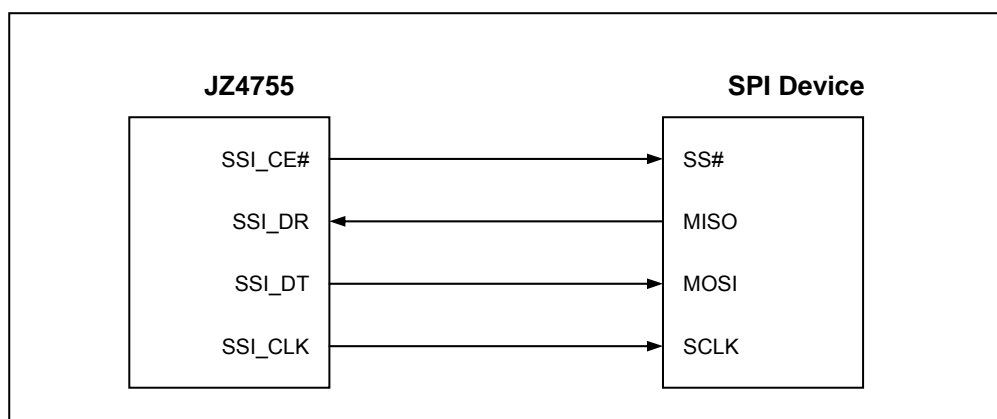 JZ4755 SPI Device
SSI_CE# SS#
SSI_DR MISO
SSI_DT MOSI
SSI_CLK SCLK